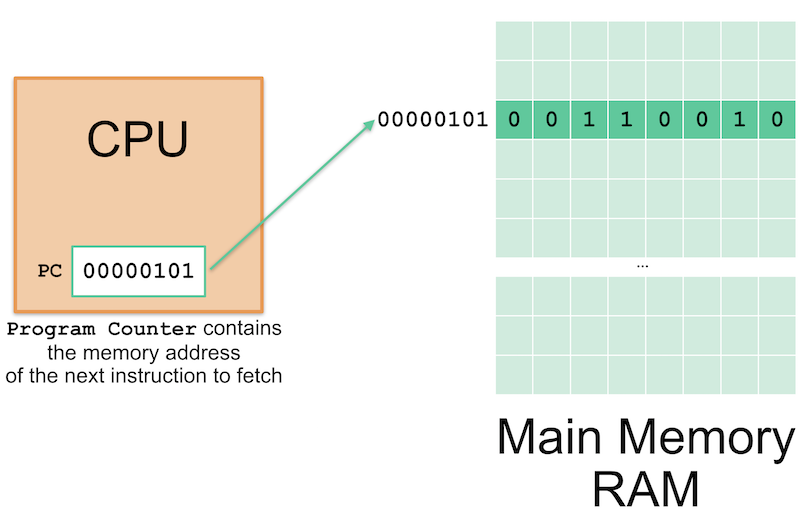 CPU
PC 00000101
Program Counter contains
the memory address
of the next instruction to fetch
00000101 0 0 1 1 0 0 1 0
...
Main Memory
RAM